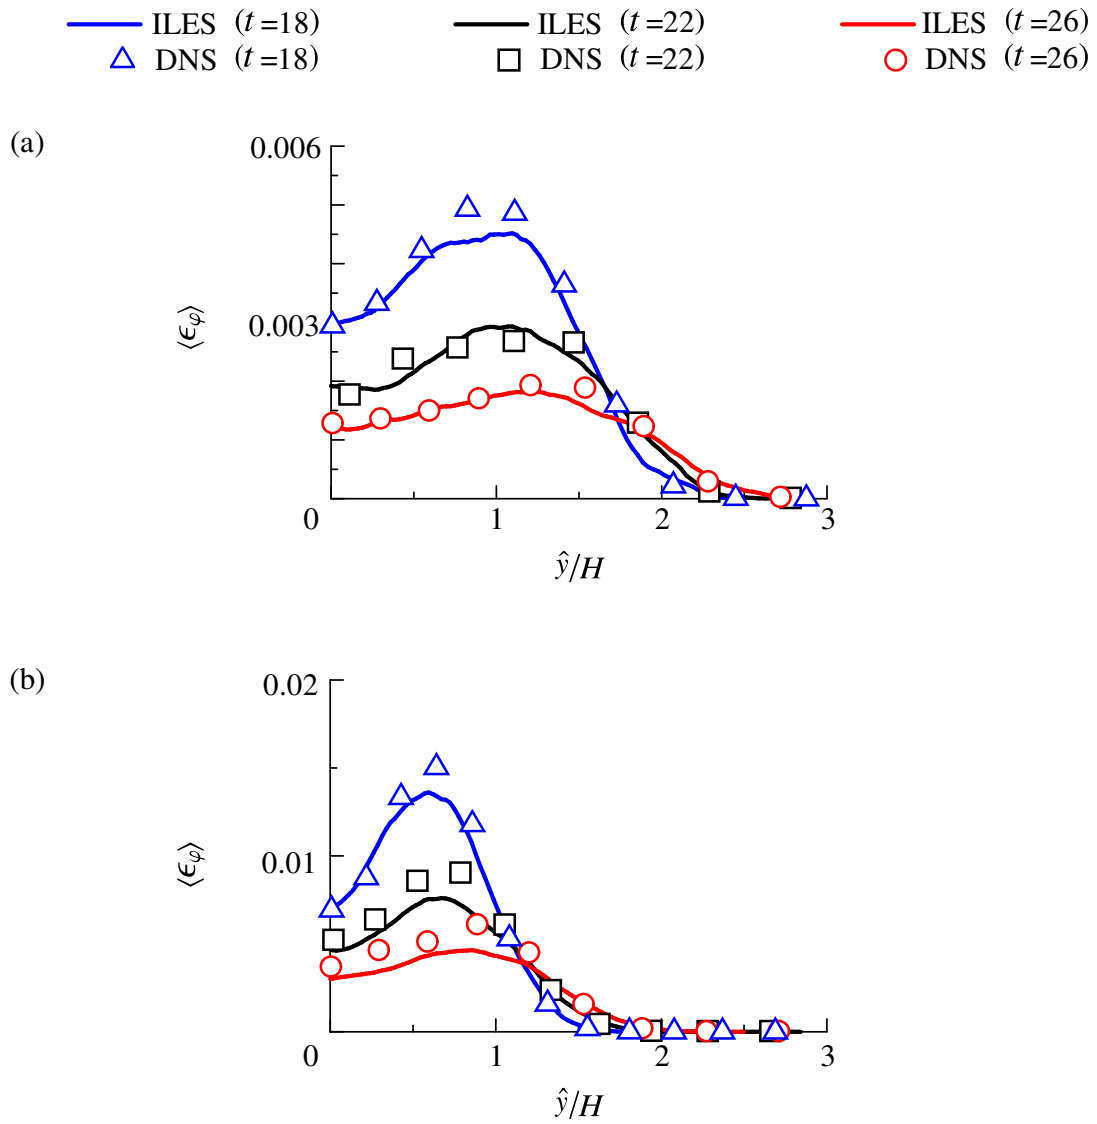 ILES (t=18) ILES (t=22) ILES (t=26)
DNS (t=18) DNS (t=22) DNS (t=26)
(a)
0.006
0.003
⟨ϵφ⟩
0 1 2 3
ŷ/H
(b)
0.02
0.01
⟨ϵφ⟩
0 1 2 3
ŷ/H